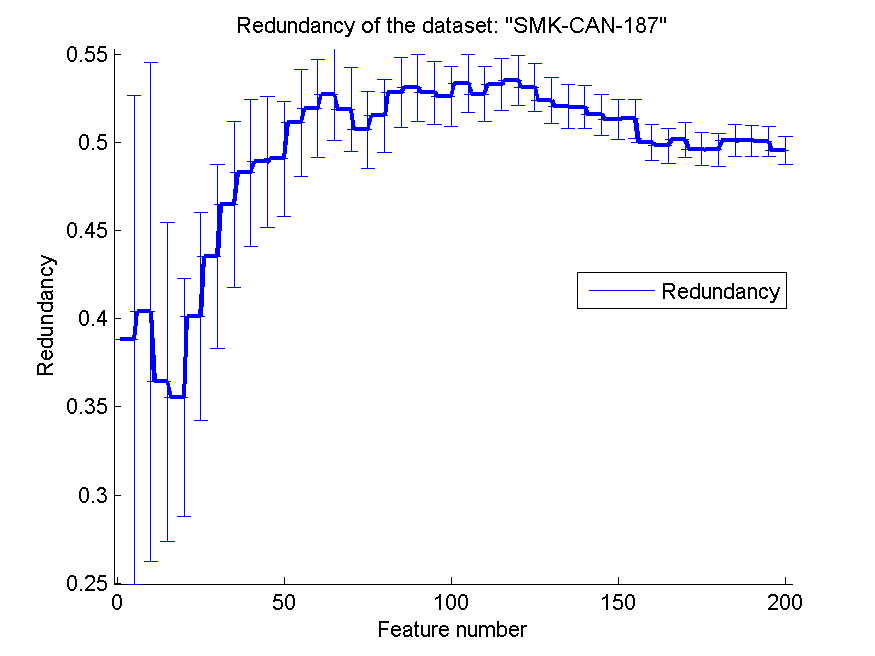 Redundancy of the dataset: "SMK-CAN-187"
0.55
0.5
0.45
0.4
0.35
0.3
0.25
Redundancy
Redundancy
0 50 100 150 200
Feature number